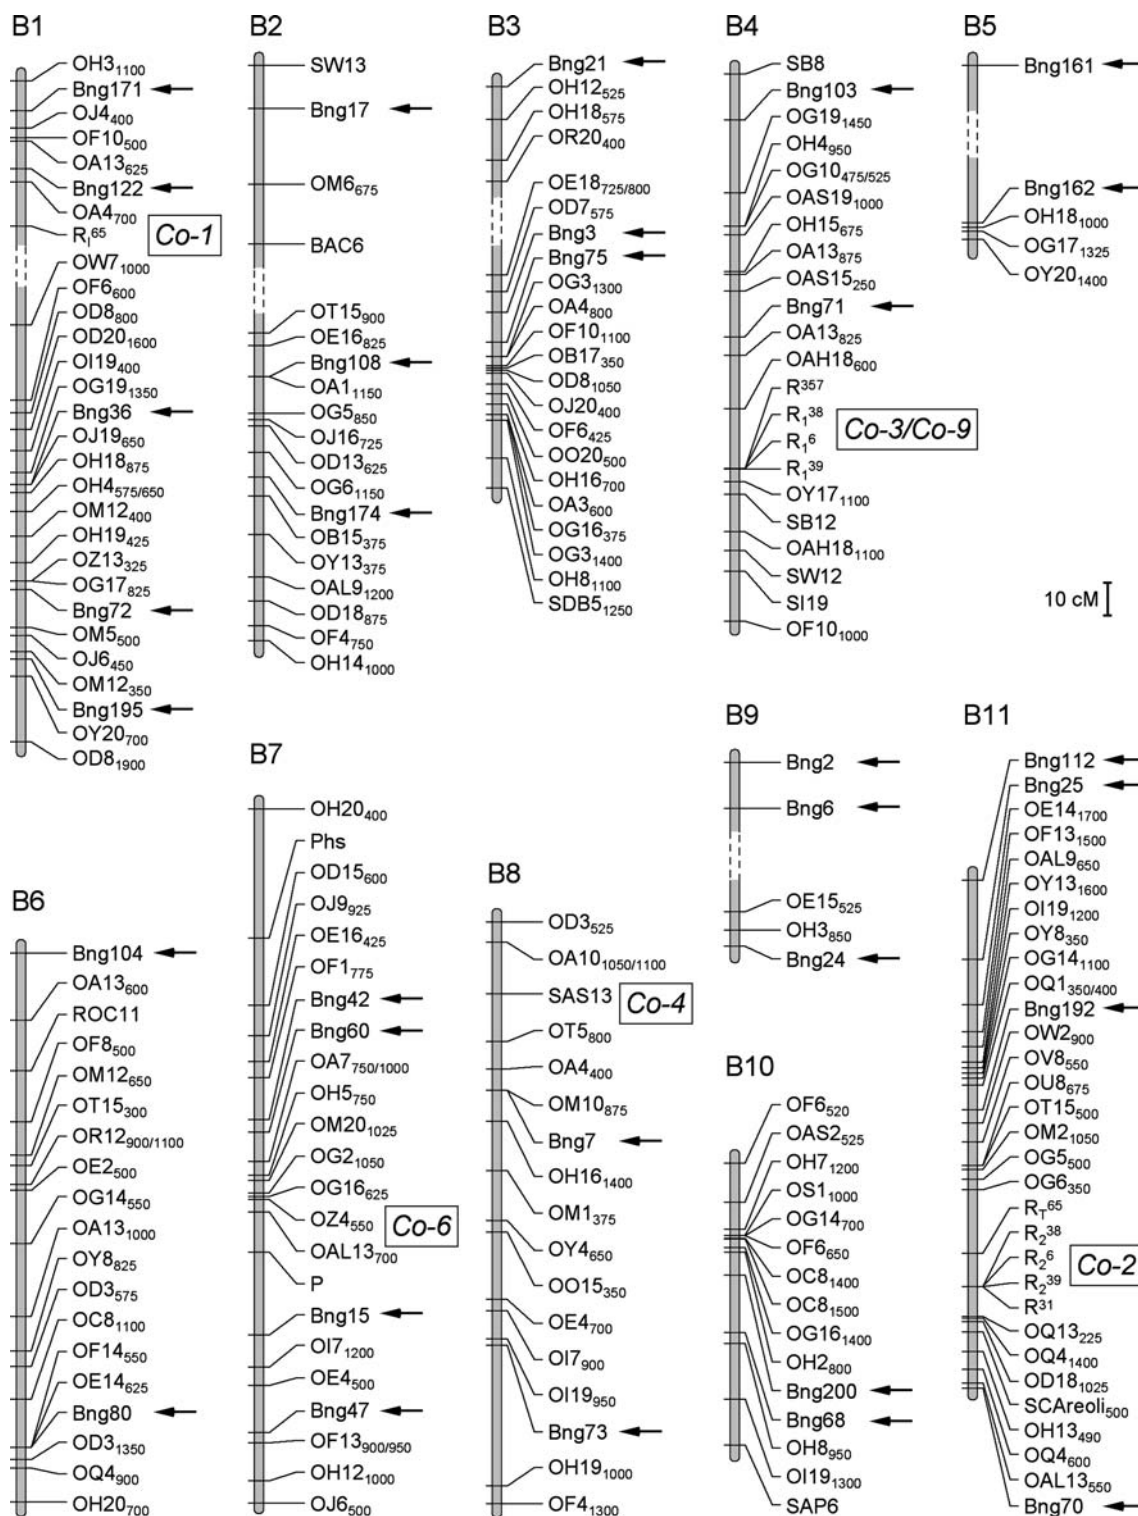 B1
OH3₁₁₀₀
Bng171
OJ4₄₀₀
OF10₅₀₀
OA13₆₂₅
Bng122
OA4₇₀₀
Rₗ⁶⁵
Co-1
OW7₁₀₀₀
OF6₆₀₀
OD8₈₀₀
OD20₁₆₀₀
OI19₄₀₀
OG19₁₃₅₀
Bng36
OJ19₆₅₀
OH18₈₇₅
OH4₅₇₅/₆₅₀
OM12₄₀₀
OH19₄₂₅
OZ13₃₂₅
OG17₈₂₅
Bng72
OM5₅₀₀
OJ6₄₅₀
OM12₃₅₀
Bng195
OY20₇₀₀
OD8₁₉₀₀
B2
SW13
Bng17
OM6₆₇₅
BAC6
OT15₉₀₀
OE16₈₂₅
Bng108
OA1₁₁₅₀
OG5₈₅₀
OJ16₇₂₅
OD13₆₂₅
OG6₁₁₅₀
Bng174
OB15₃₇₅
OY13₃₇₅
OAL9₁₂₀₀
OD18₈₇₅
OF4₇₅₀
OH14₁₀₀₀
B3
Bng21
OH12₅₂₅
OH18₅₇₅
OR20₄₀₀
OE18₇₂₅/₈₀₀
OD7₅₇₅
Bng3
Bng75
OG3₁₃₀₀
OA4₈₀₀
OF10₁₁₀₀
OB17₃₅₀
OD8₁₀₅₀
OJ20₄₀₀
OF6₄₂₅
OO20₅₀₀
OH16₇₀₀
OA3₆₀₀
OG16₃₇₅
OG3₁₄₀₀
OH8₁₁₀₀
SDB5₁₂₅₀
B4
SB8
Bng103
OG19₁₄₅₀
OH4₉₅₀
OG10₄₇₅/₅₂₅
OAS19₁₀₀₀
OH15₆₇₅
OA13₈₇₅
OAS15₂₅₀
Bng71
OA13₈₂₅
OAH18₆₀₀
R³⁵⁷
R₁³⁸
R₁⁶
R₁³⁹
Co-3/Co-9
OY17₁₁₀₀
SB12
OAH18₁₁₀₀
SW12
SI19
OF10₁₀₀₀
B5
Bng161
Bng162
OH18₁₀₀₀
OG17₁₃₂₅
OY20₁₄₀₀
10 cM
B6
Bng104
OA13₆₀₀
ROC11
OF8₅₀₀
OM12₆₅₀
OT15₃₀₀
OR12₉₀₀/₁₁₀₀
OE2₅₀₀
OG14₅₅₀
OA13₁₀₀₀
OY8₈₂₅
OD3₅₇₅
OC8₁₁₀₀
OF14₅₅₀
OE14₆₂₅
Bng80
OD3₁₃₅₀
OQ4₉₀₀
OH20₇₀₀
B7
OH20₄₀₀
Phs
OD15₆₀₀
OJ9₉₂₅
OE16₄₂₅
OF1₇₇₅
Bng42
Bng60
OA7₇₅₀/₁₀₀₀
OH5₇₅₀
OM20₁₀₂₅
OG2₁₀₅₀
OG16₆₂₅
OZ4₅₅₀
Co-6
OAL13₇₀₀
P
Bng15
OI7₁₂₀₀
OE4₅₀₀
Bng47
OF13₉₀₀/₉₅₀
OH12₁₀₀₀
OJ6₅₀₀
B8
OD3₅₂₅
OA10₁₀₅₀/₁₁₀₀
SAS13
Co-4
OT5₈₀₀
OA4₄₀₀
OM10₈₇₅
Bng7
OH16₁₄₀₀
OM1₃₇₅
OY4₆₅₀
OO15₃₅₀
OE4₇₀₀
OI7₉₀₀
OI19₉₅₀
Bng73
OH19₁₀₀₀
OF4₁₃₀₀
B9
Bng2
Bng6
OE15₅₂₅
OH3₈₅₀
Bng24
B10
OF6₅₂₀
OAS2₅₂₅
OH7₁₂₀₀
OS1₁₀₀₀
OG14₇₀₀
OF6₆₅₀
OC8₁₄₀₀
OC8₁₅₀₀
OG16₁₄₀₀
OH2₈₀₀
Bng200
Bng68
OH8₉₅₀
OI19₁₃₀₀
SAP6
B11
Bng112
Bng25
OE14₁₇₀₀
OF13₁₅₀₀
OAL9₆₅₀
OY13₁₆₀₀
OI19₁₂₀₀
OY8₃₅₀
OG14₁₁₀₀
OQ1₃₅₀/₄₀₀
Bng192
OW2₉₀₀
OV8₅₅₀
OU8₆₇₅
OT15₅₀₀
OM2₁₀₅₀
OG5₅₀₀
OG6₃₅₀
R_T⁶⁵
R₂³⁸
R₂⁶
R₂³⁹
R³¹
Co-2
OQ13₂₂₅
OQ4₁₄₀₀
OD18₁₀₂₅
SCAreoli₅₀₀
OH13₄₉₀
OQ4₆₀₀
OAL13₅₅₀
Bng70